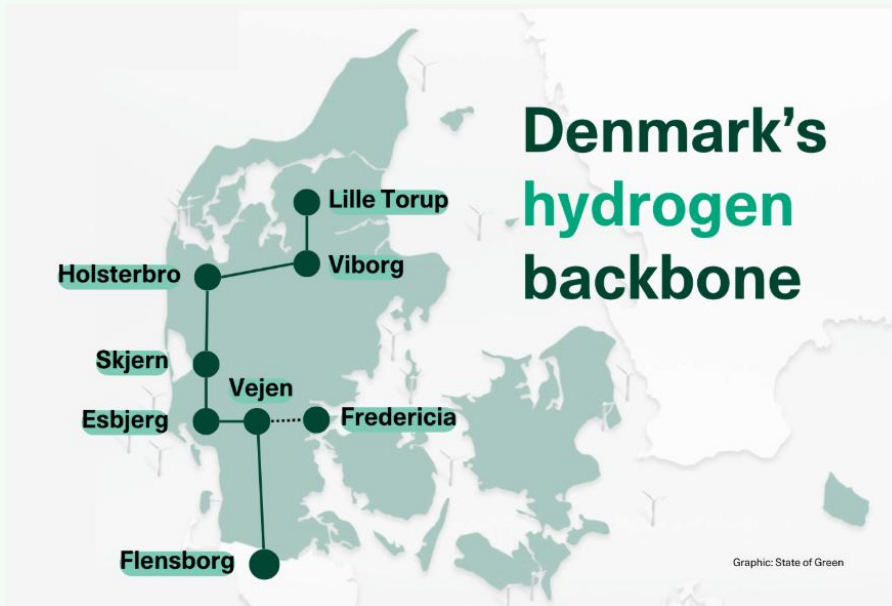 Denmark's
hydrogen
backbone
Lille Torup
Viborg
Holsterbro
Skjern
Vejen
Esbjerg
Fredericia
Flensborg
Graphic: State of Green